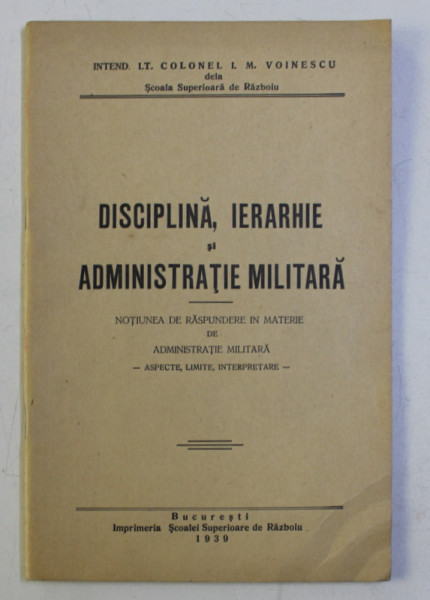 INTEND. LT. COLONEL I. M. VOINESCU
dela
Școala Superioară de Războiu
DISCIPLINĂ, IERARHIE
și
ADMINISTRAȚIE MILITARĂ
NOȚIUNEA DE RĂSPUNDERE IN MATERIE
DE
ADMINISTRAȚIE MILITARĂ
— ASPECTE, LIMITE, INTERPRETARE —
București
Imprimeria Școalei Superioare de Războiu
1939